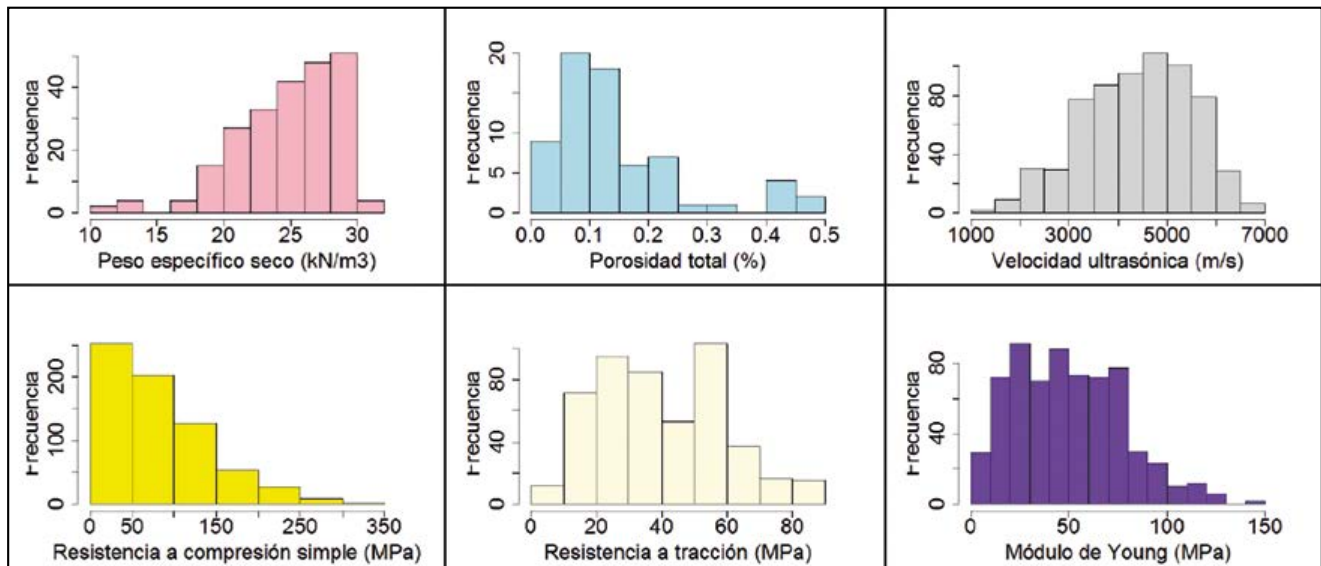 Frecuencia
0 20 40
10 15 20 25 30
Peso específico seco (kN/m3)
Frecuencia
0 5 10 20
0.0 0.1 0.2 0.3 0.4 0.5
Porosidad total (%)
Frecuencia
0 40 80
1000 3000 5000 7000
Velocidad ultrasónica (m/s)
Frecuencia
0 100 200
0 50 150 250 350
Resistencia a compresión simple (MPa)
Frecuencia
0 40 80
0 20 40 60 80
Resistencia a tracción (MPa)
Frecuencia
0 40 80
0 50 100 150
Módulo de Young (MPa)